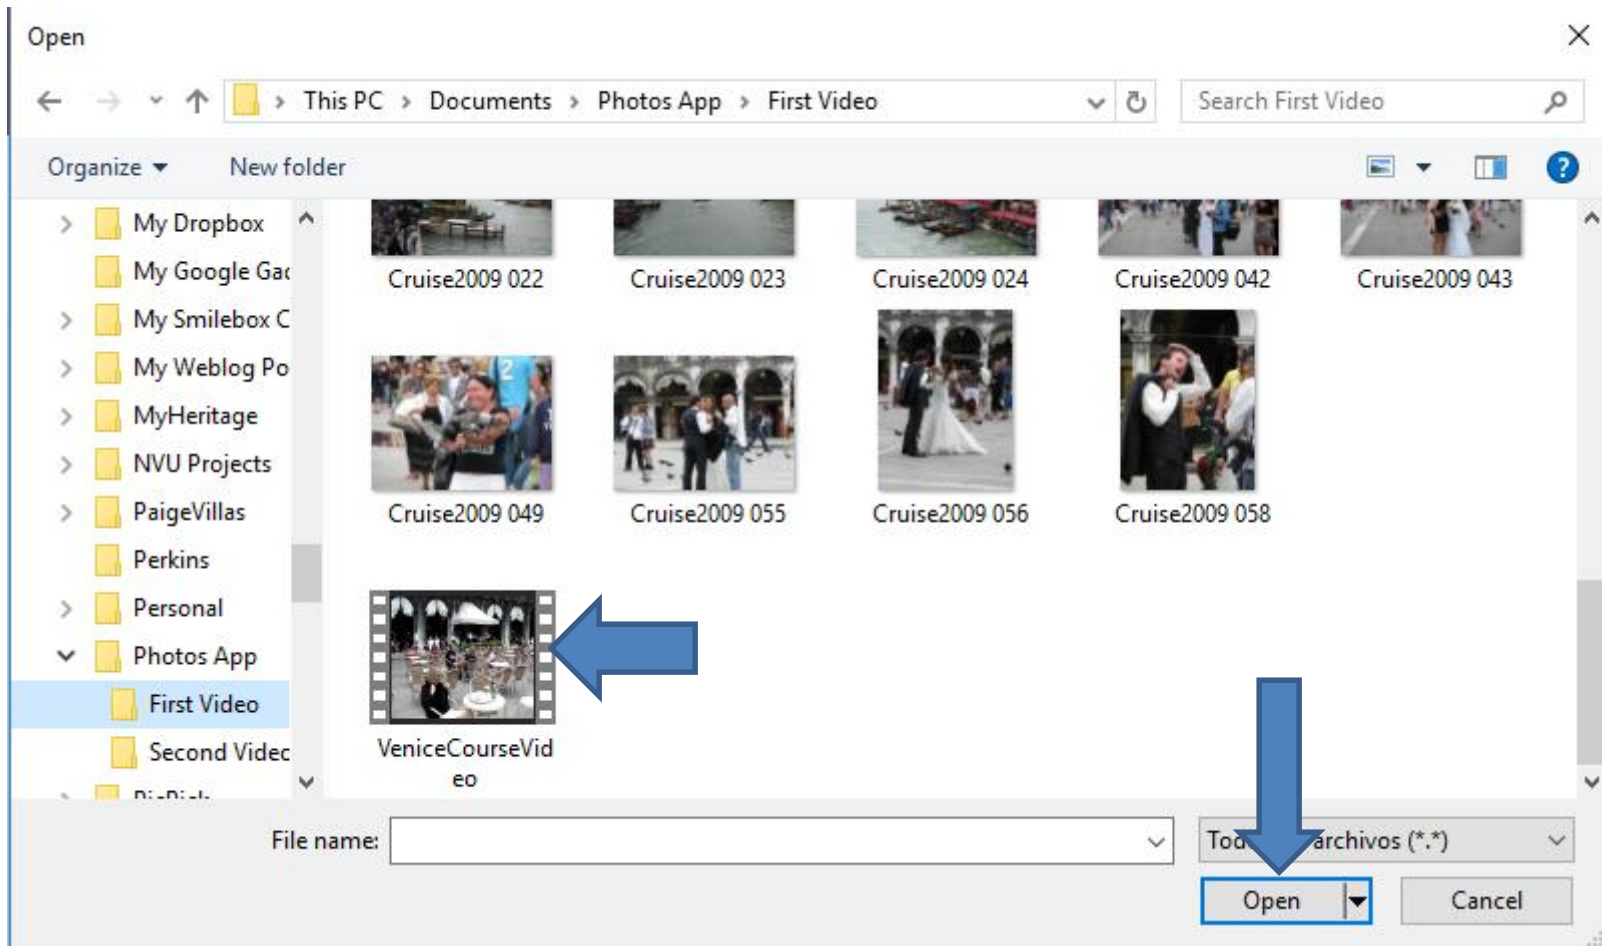 Open
This PC > Documents > Photos App > First Video
Search First Video
Organize
New folder
My Dropbox
My Google Gad
My Smilebox C
My Weblog Po
MyHeritage
NVU Projects
PaigeVillas
Perkins
Personal
Photos App
First Video
Second Videc
Cruise2009 022
Cruise2009 023
Cruise2009 024
Cruise2009 042
Cruise2009 043
2
Cruise2009 049
Cruise2009 055
Cruise2009 056
Cruise2009 058
VeniceCourseVid
eo
File name:
archivos (*.*)
Open
Cancel